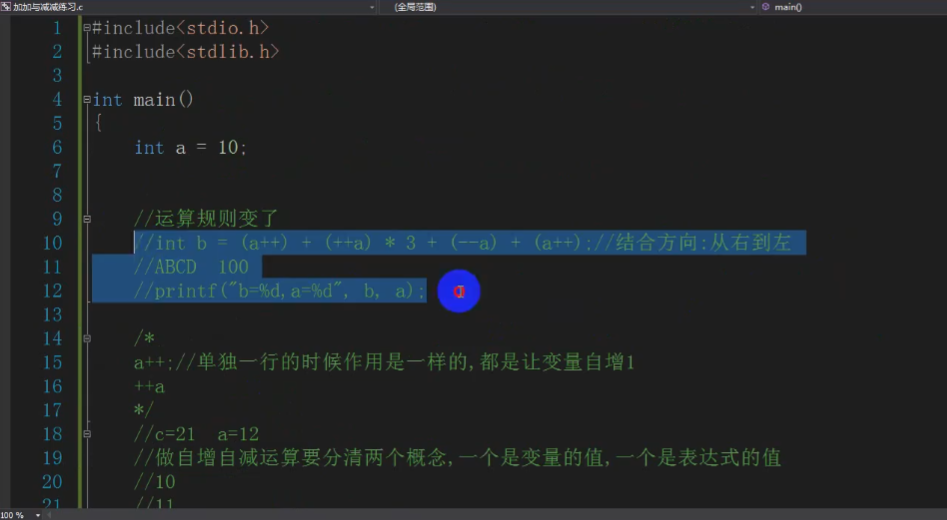 加加与减减练习.c (全局范围) main()
1 #include<stdio.h>
2 #include<stdlib.h>
3
4 int main()
5 {
6 int a = 10;
7
8
9 //运算规则变了
10 //int b = (a++) + (++a) * 3 + (--a) + (a++);//结合方向:从右到左
11 //ABCD 100
12 //printf("b=%d,a=%d", b, a);
13
14 /*
15 a++;//单独一行的时候作用是一样的,都是让变量自增1
16 ++a
17 */
18 //c=21 a=12
19 //做自增自减运算要分清两个概念,一个是变量的值,一个是表达式的值
20 //10
21 //11
100 %